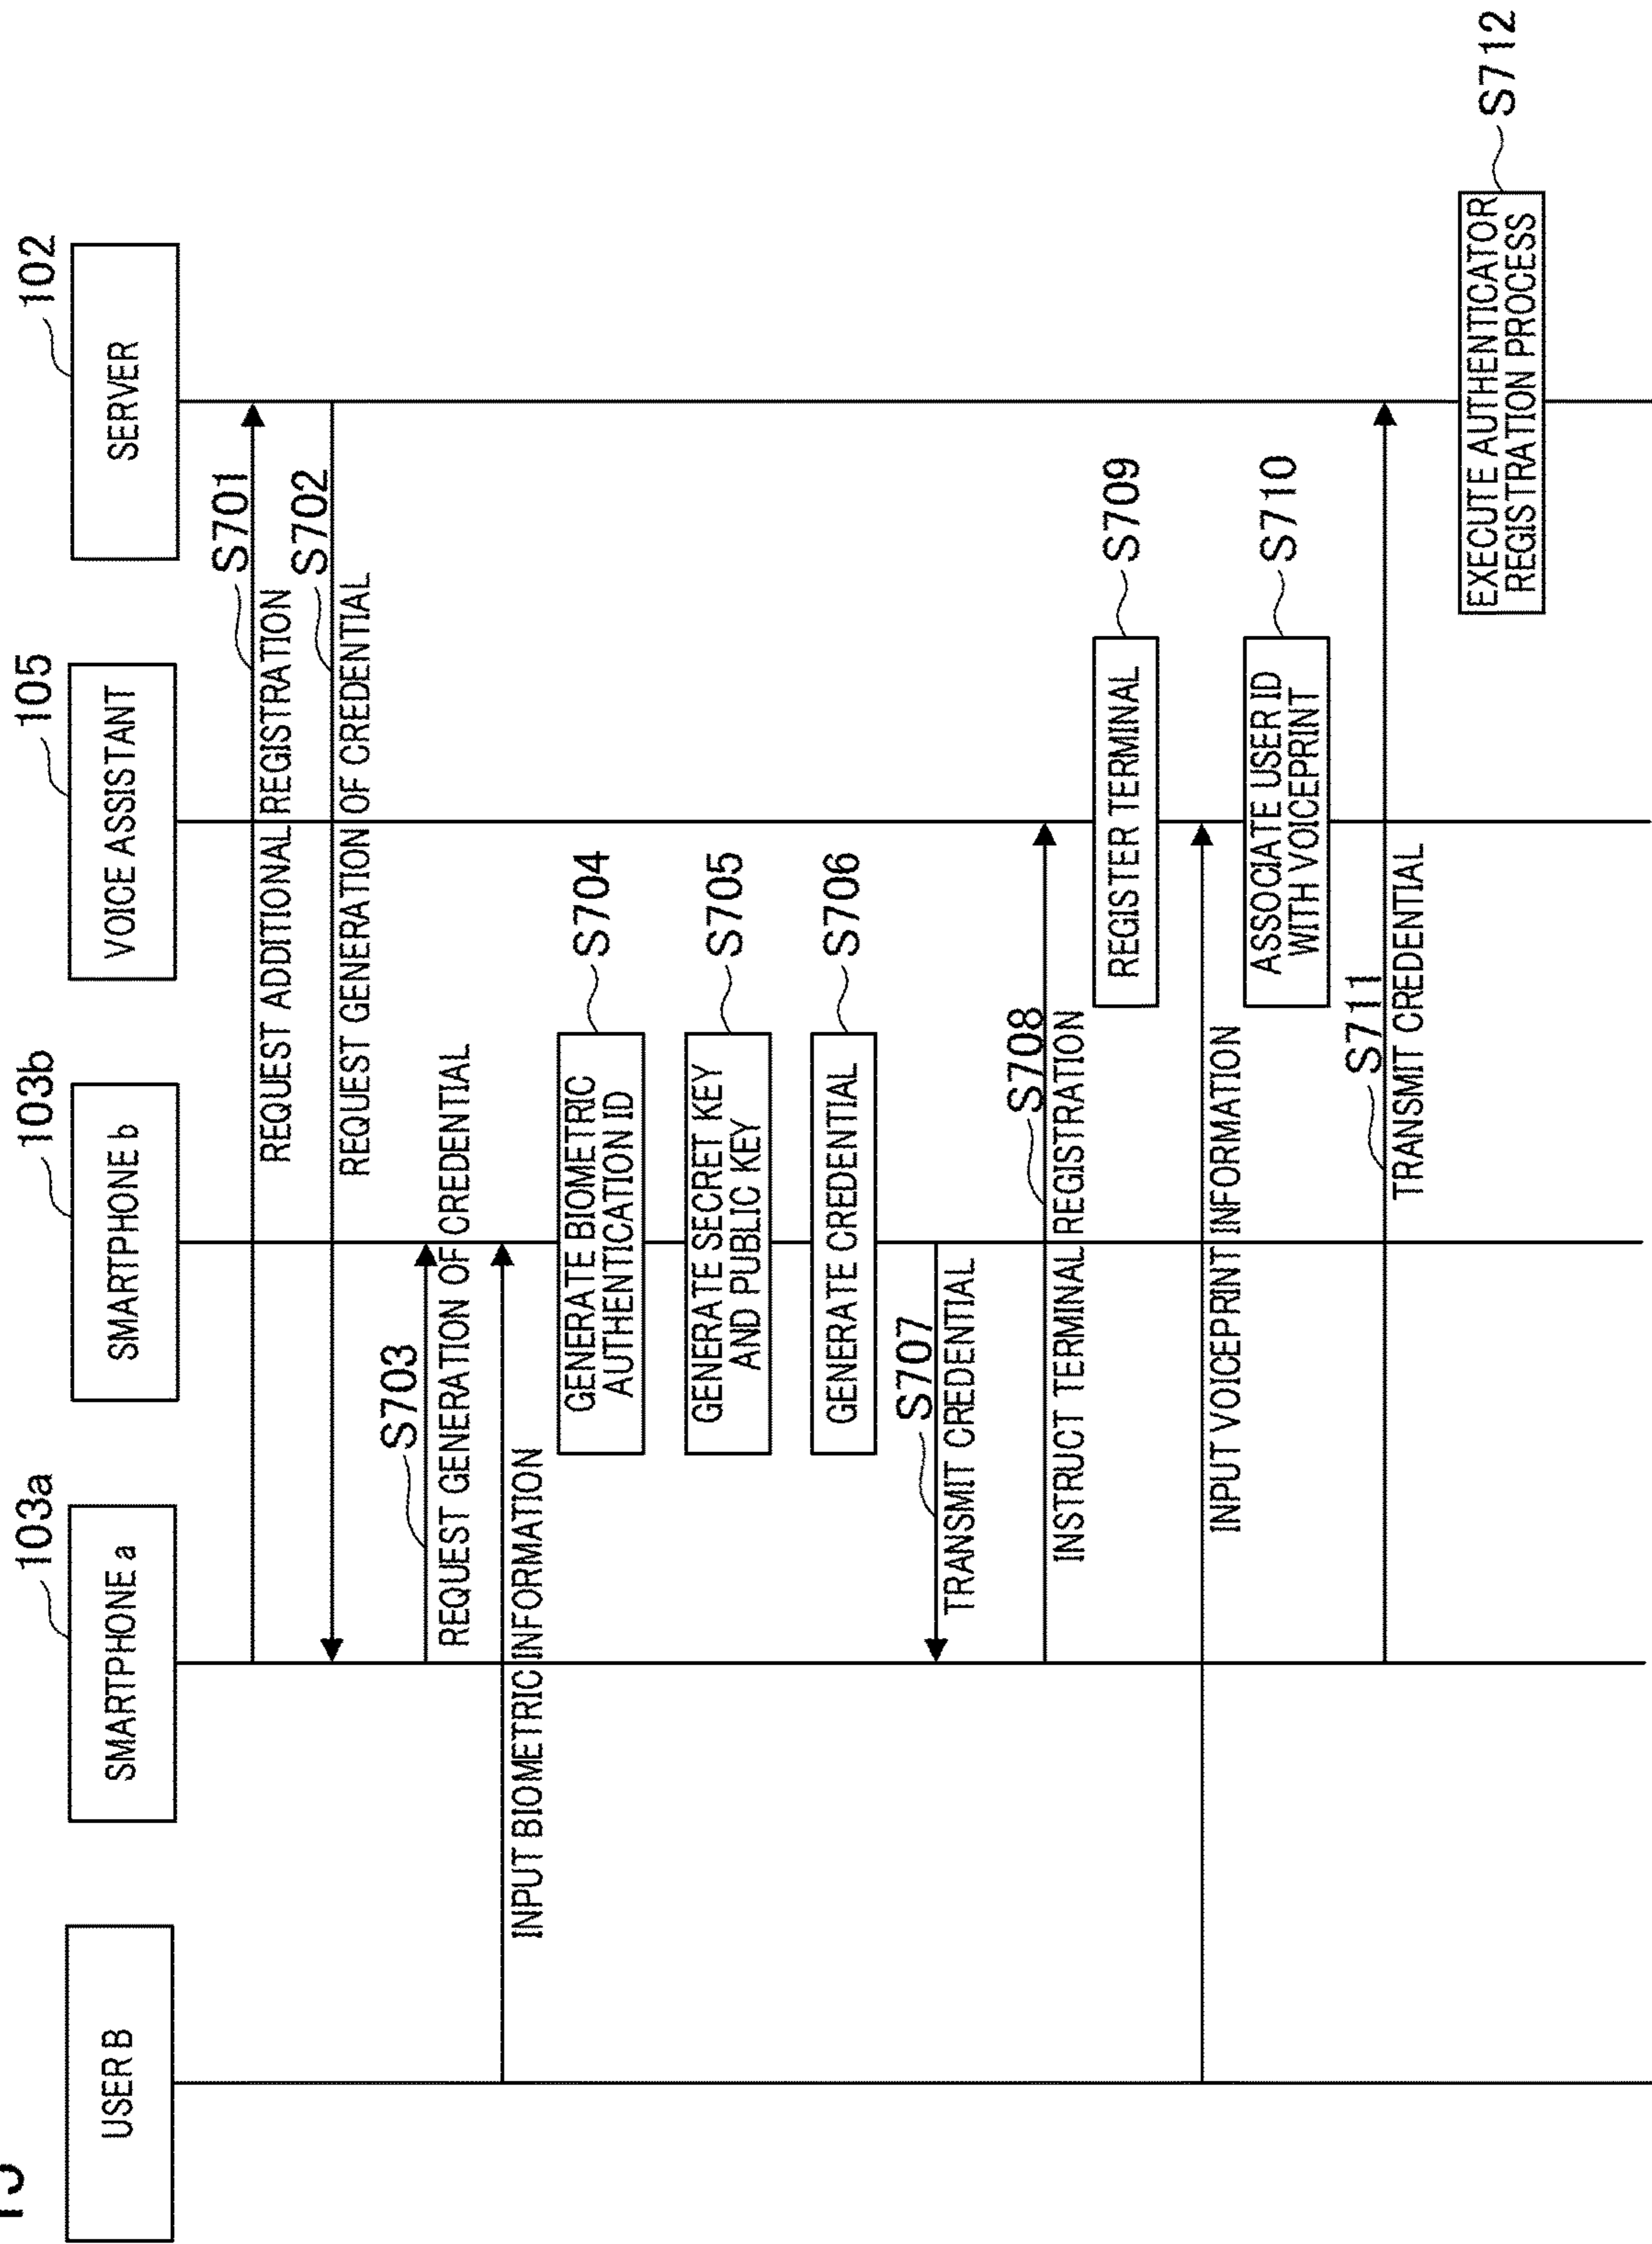 USER B
SMARTPHONE a
103a
SMARTPHONE b
103b
VOICE ASSISTANT
105
SERVER
102
S701
REQUEST ADDITIONAL REGISTRATION
S702
REQUEST GENERATION OF CREDENTIAL
S703
REQUEST GENERATION OF CREDENTIAL
INPUT BIOMETRIC INFORMATION
GENERATE BIOMETRIC
AUTHENTICATION ID
S704
GENERATE SECRET KEY
AND PUBLIC KEY
S705
GENERATE CREDENTIAL
S706
S707
TRANSMIT CREDENTIAL
S708
INSTRUCT TERMINAL REGISTRATION
REGISTER TERMINAL
S709
INPUT VOICEPRINT INFORMATION
ASSOCIATE USER ID
WITH VOICEPRINT
S710
S711
TRANSMIT CREDENTIAL
EXECUTE AUTHENTICATOR
REGISTRATION PROCESS
S712